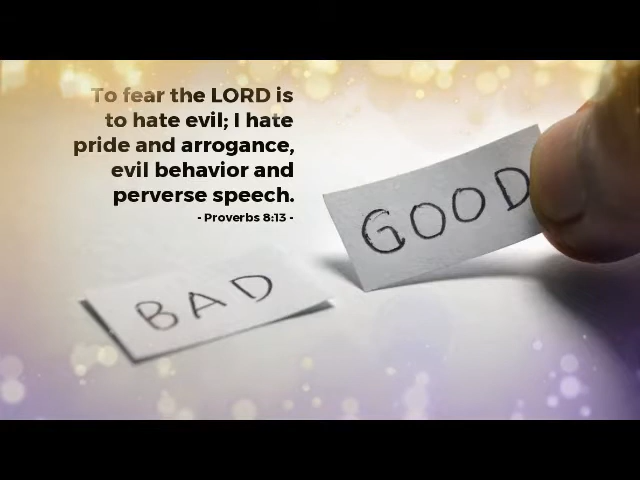 To fear the LORD is
to hate evil; I hate
pride and arrogance,
evil behavior and
perverse speech.
- Proverbs 8:13 -
GOOD
BAD